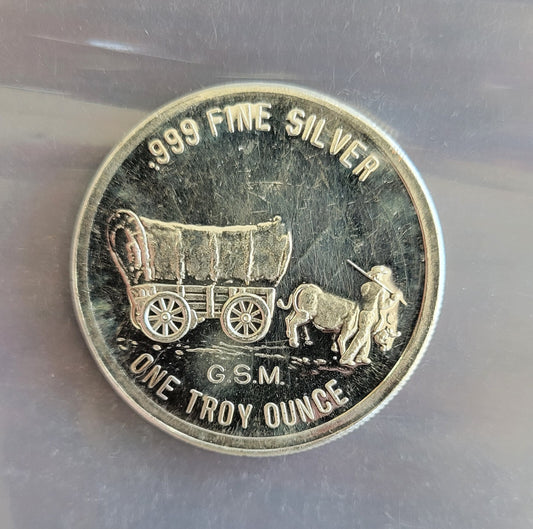 .999 FINE SILVER
G.S.M.
ONE TROY OUNCE